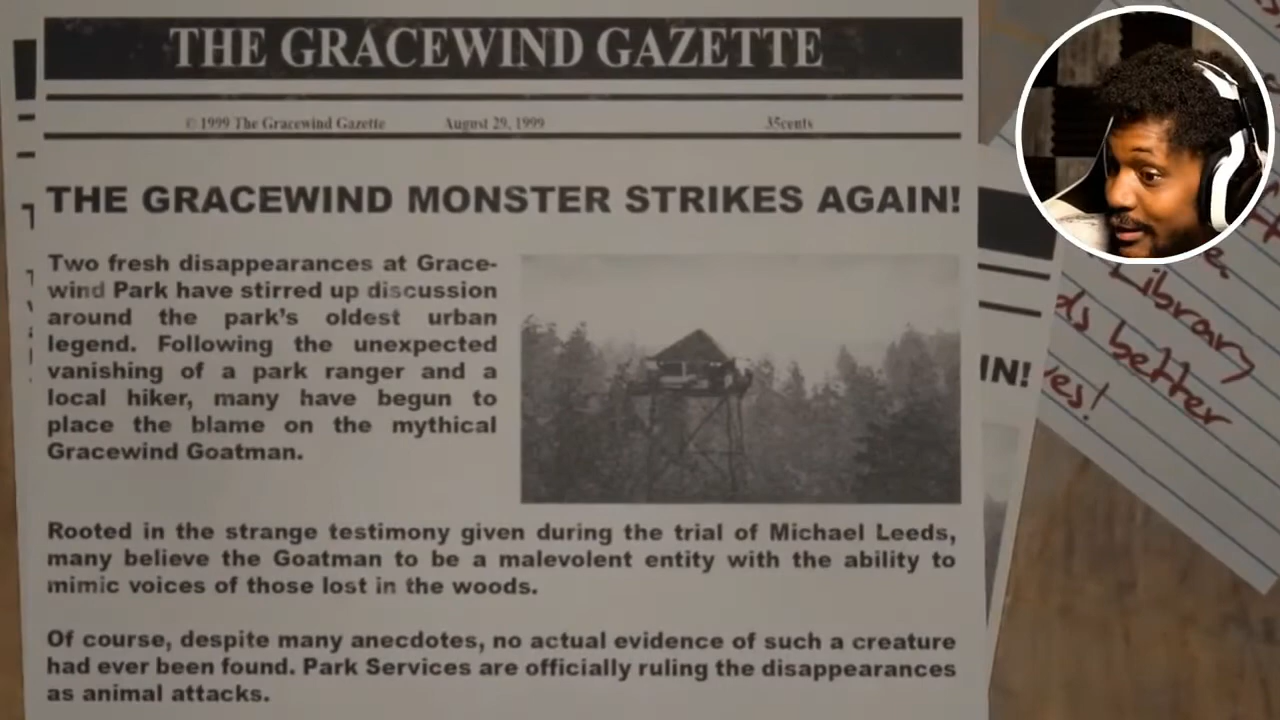 THE GRACEWIND GAZETTE
© 1999 The Gracewind Gazette August 29, 1999 35cents
THE GRACEWIND MONSTER STRIKES AGAIN!
Two fresh disappearances at Grace-
wind Park have stirred up discussion
around the park's oldest urban
legend. Following the unexpected
vanishing of a park ranger and a
local hiker, many have begun to
place the blame on the mythical
Gracewind Goatman.
Rooted in the strange testimony given during the trial of Michael Leeds,
many believe the Goatman to be a malevolent entity with the ability to
mimic voices of those lost in the woods.
Of course, despite many anecdotes, no actual evidence of such a creature
had ever been found. Park Services are officially ruling the disappearances
as animal attacks.
IN!
Library
better